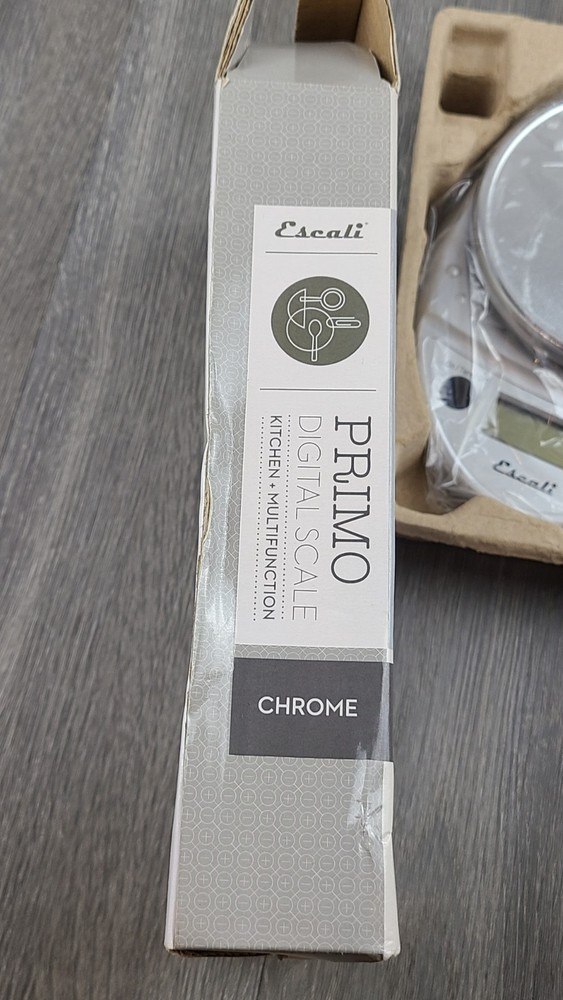 Escali
PRIMO
DIGITAL SCALE
KITCHEN + MULTIFUNCTION
CHROME
Escali